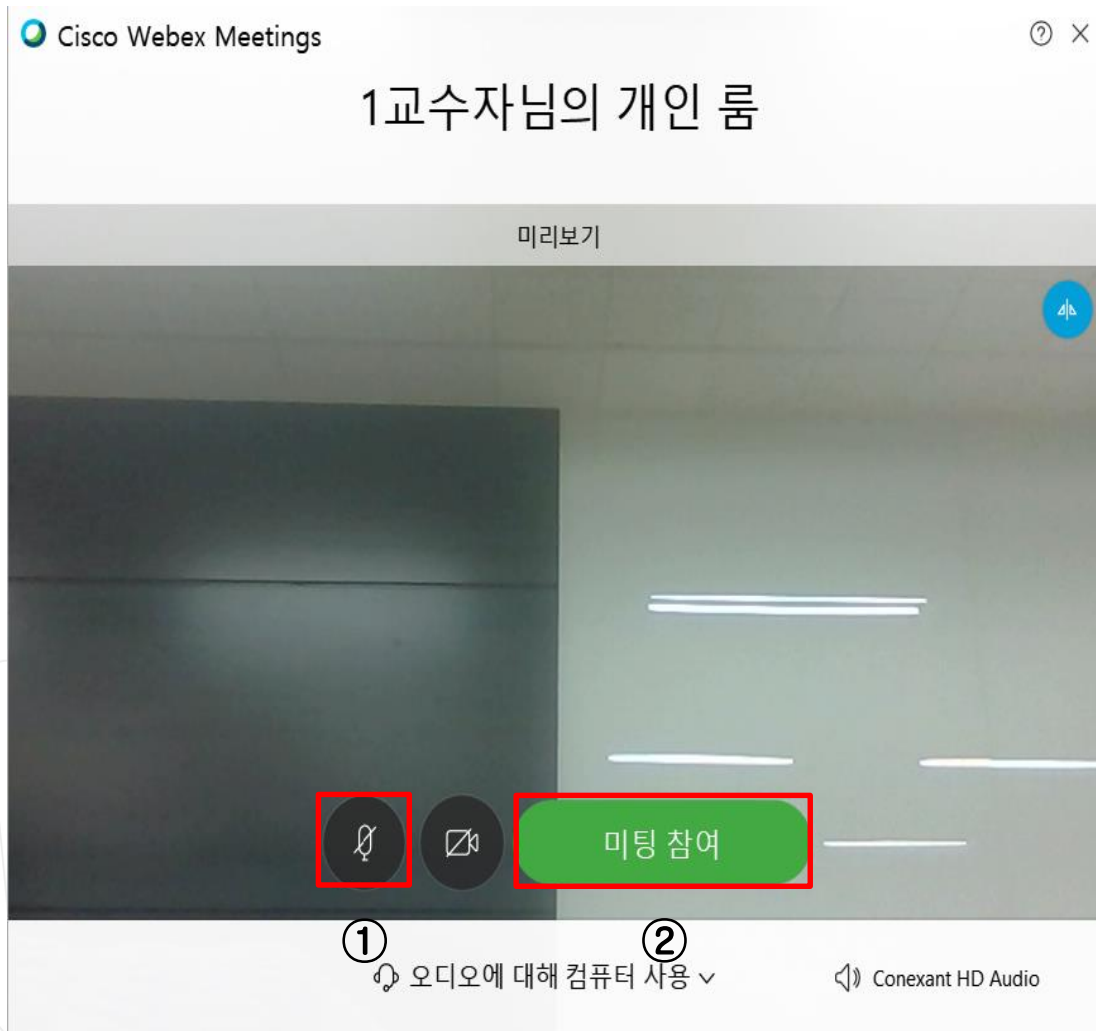 Cisco Webex Meetings
1교수자님의 개인 룸
미리보기
미팅 참여
① ②
오디오에 대해 컴퓨터 사용
Conexant HD Audio